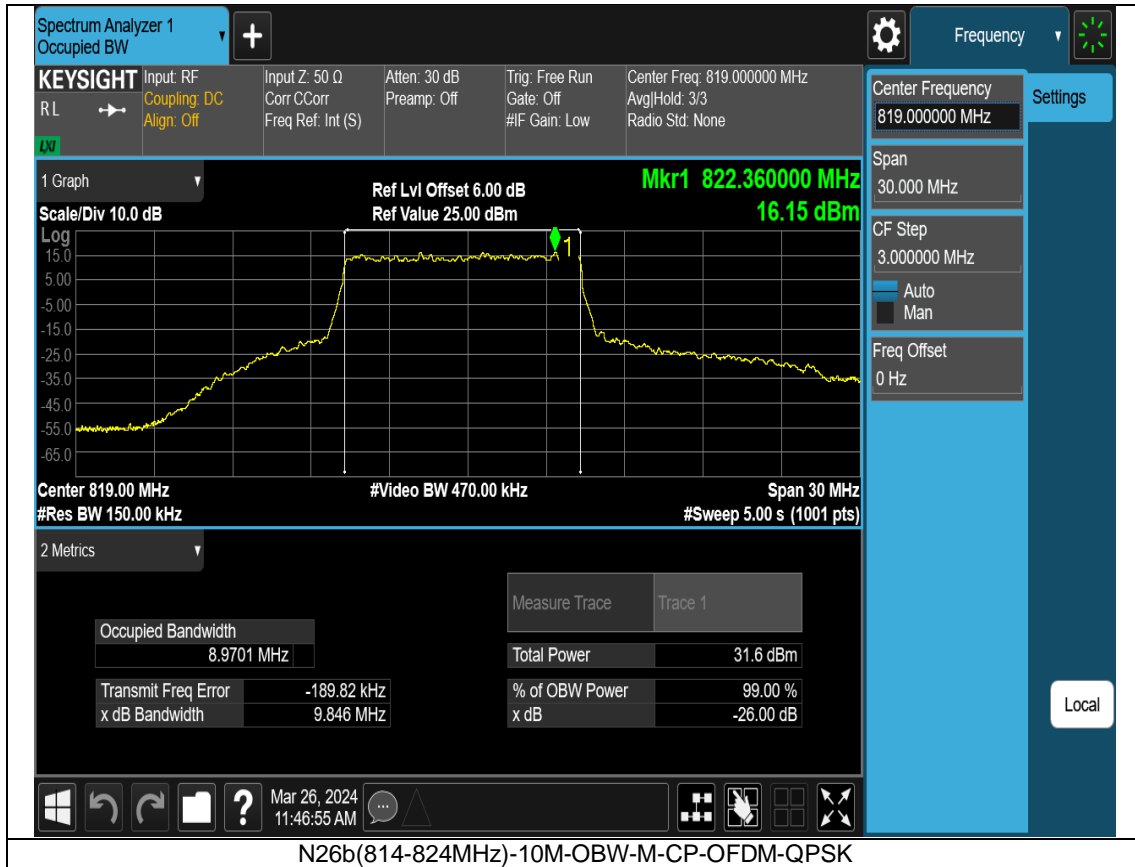 Spectrum Analyzer 1
Occupied BW
+
Frequency
KEYSIGHT
R L
LXI
Input: RF
Coupling: DC
Align: Off
Input Z: 50 Ω
Corr CCorr
Freq Ref: Int (S)
Atten: 30 dB
Preamp: Off
Trig: Free Run
Gate: Off
#IF Gain: Low
Center Freq: 819.000000 MHz
Avg|Hold: 3/3
Radio Std: None
Center Frequency
819.000000 MHz
Settings
Span
30.000 MHz
CF Step
3.000000 MHz
Auto
Man
Freq Offset
0 Hz
Local
1 Graph
Scale/Div 10.0 dB
Ref Lvl Offset 6.00 dB
Ref Value 25.00 dBm
Mkr1 822.360000 MHz
16.15 dBm
Log
15.0
5.00
-5.00
-15.0
-25.0
-35.0
-45.0
-55.0
-65.0
1
Center 819.00 MHz
#Res BW 150.00 kHz
#Video BW 470.00 kHz
Span 30 MHz
#Sweep 5.00 s (1001 pts)
2 Metrics
Measure Trace Trace 1
Occupied Bandwidth
8.9701 MHz
Total Power 31.6 dBm
Transmit Freq Error -189.82 kHz
% of OBW Power 99.00 %
x dB Bandwidth 9.846 MHz
x dB -26.00 dB
?
Mar 26, 2024
11:46:55 AM
N26b(814-824MHz)-10M-OBW-M-CP-OFDM-QPSK